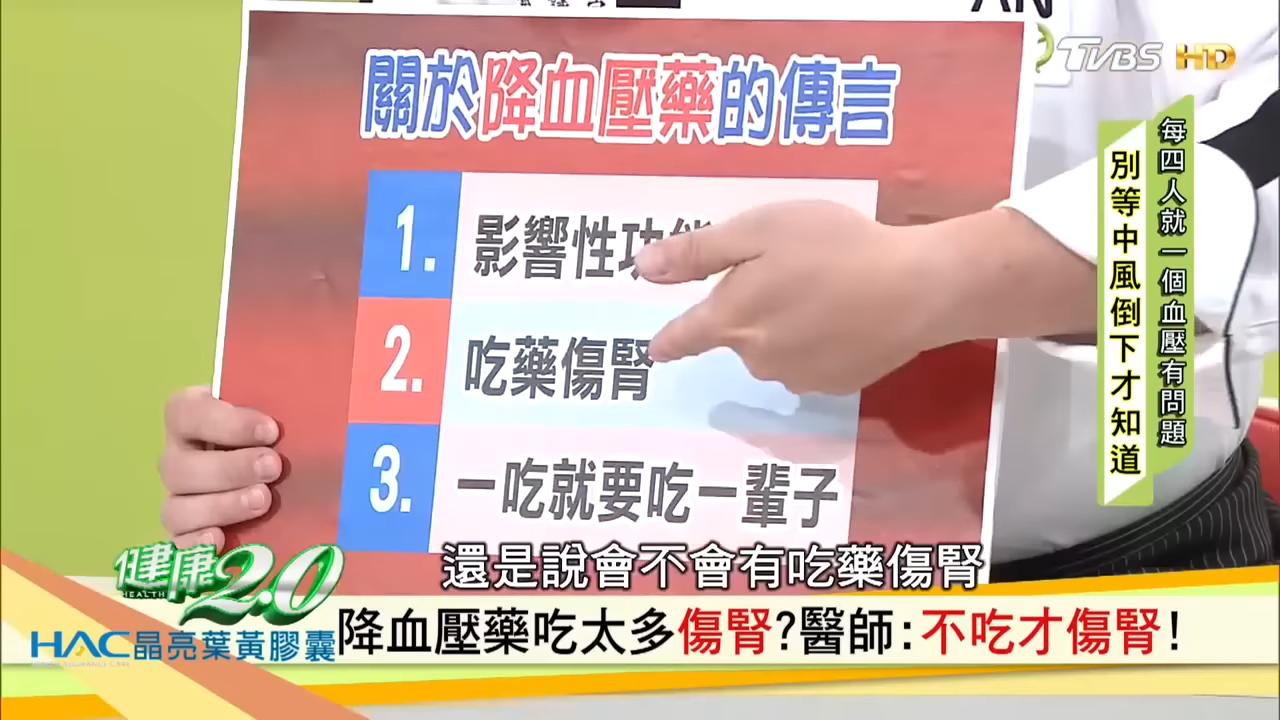 TVBS HD
關於降血壓藥的傳言
1. 影響性功能
2. 吃藥傷腎
3. 一吃就要吃一輩子
每四人就一個血壓有問題
別等中風倒下才知道
還是說會不會有吃藥傷腎
健康2.0
HEALTH
降血壓藥吃太多傷腎?醫師:不吃才傷腎!
HAC晶亮葉黃膠囊